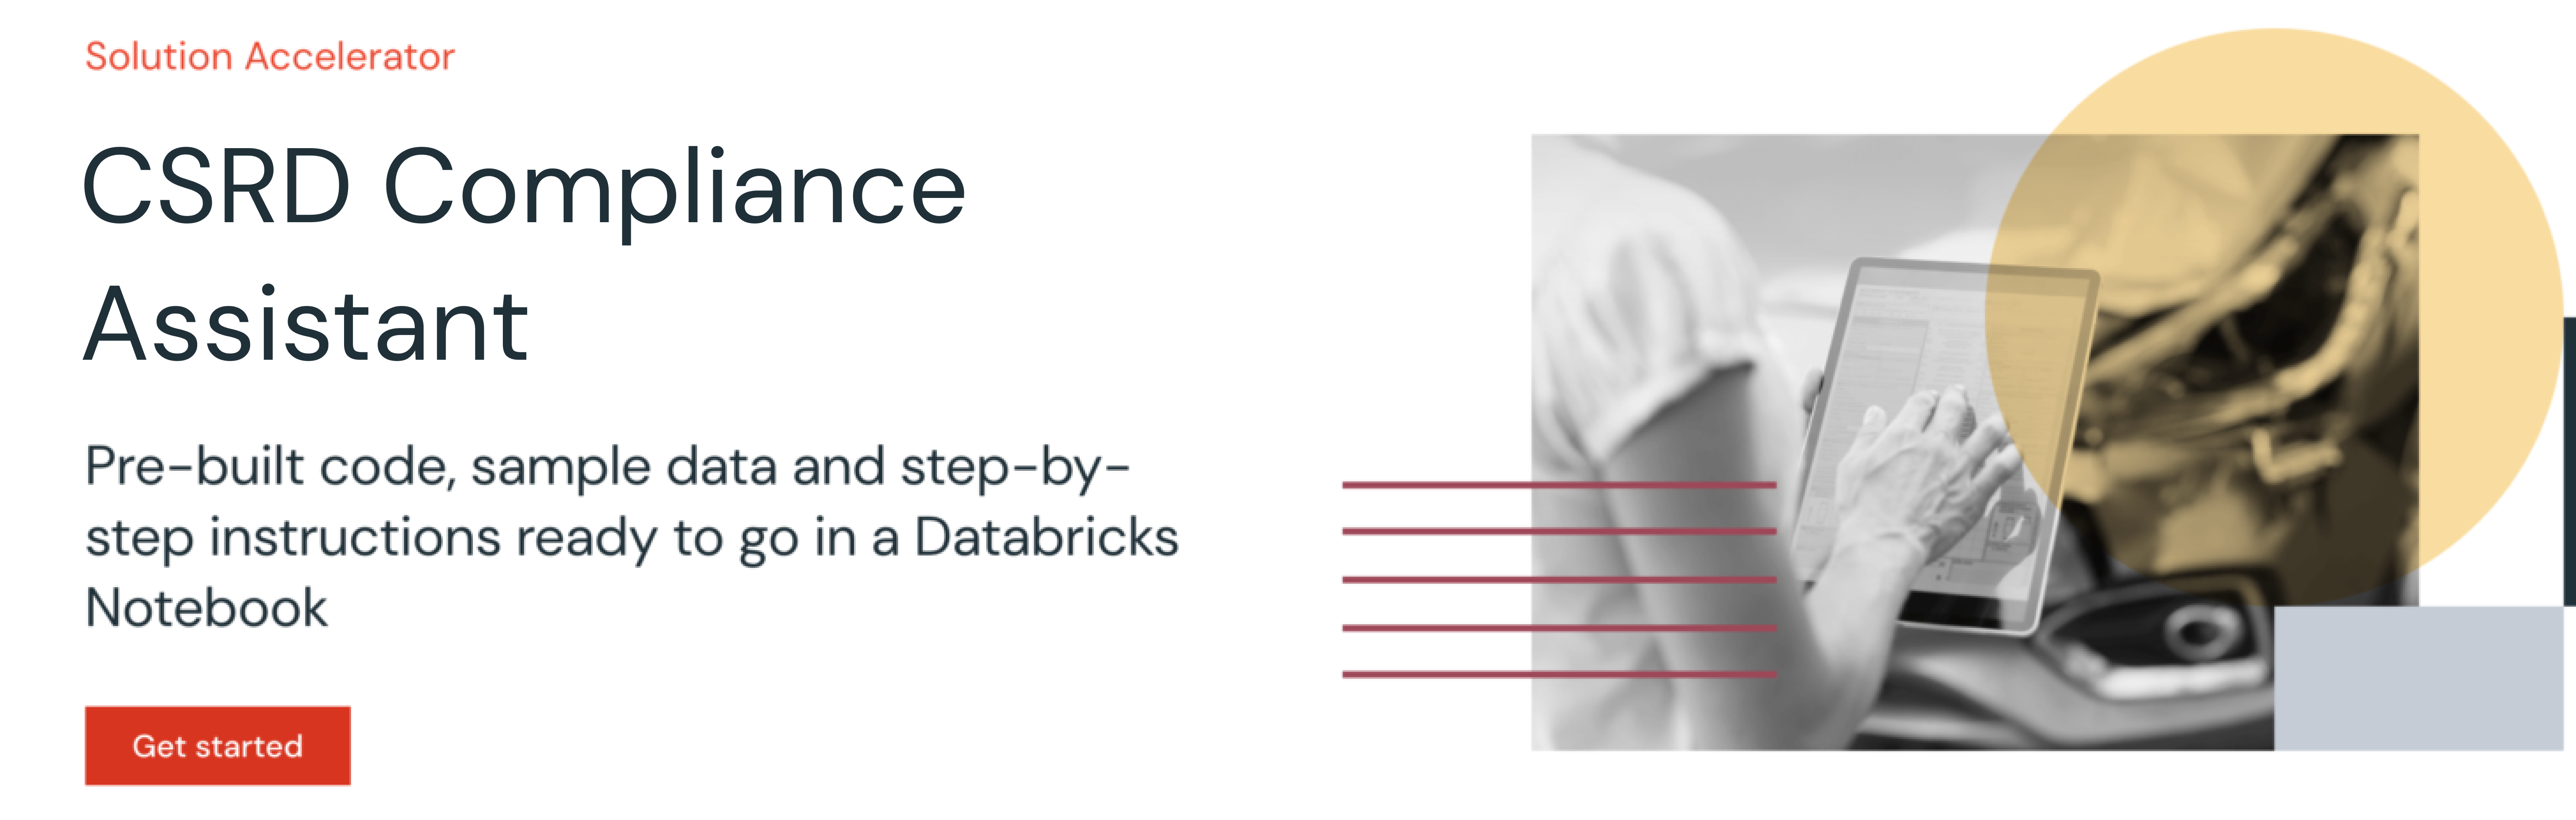 Solution Accelerator
CSRD Compliance
Assistant
Pre-built code, sample data and step-by-
step instructions ready to go in a Databricks
Notebook
Get started